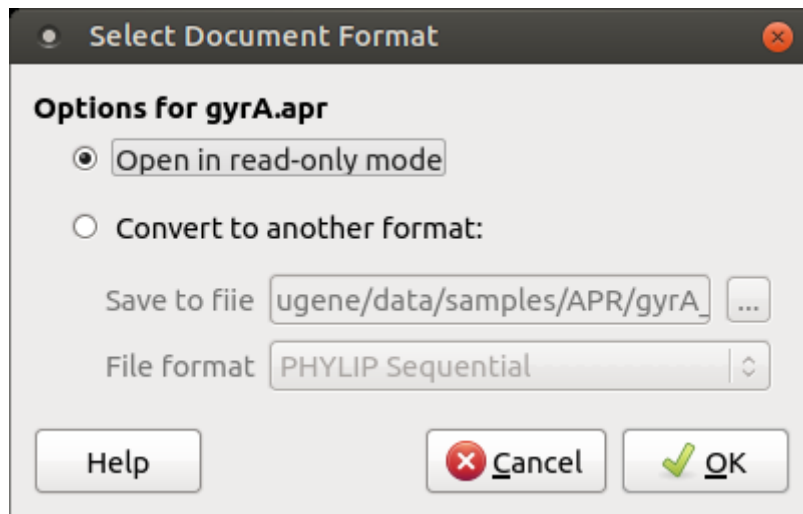 Select Document Format
Options for gyrA.apr
Open in read-only mode
Convert to another format:
Save to fiie ugene/data/samples/APR/gyrA_ ...
File format PHYLIP Sequential
Help Cancel OK